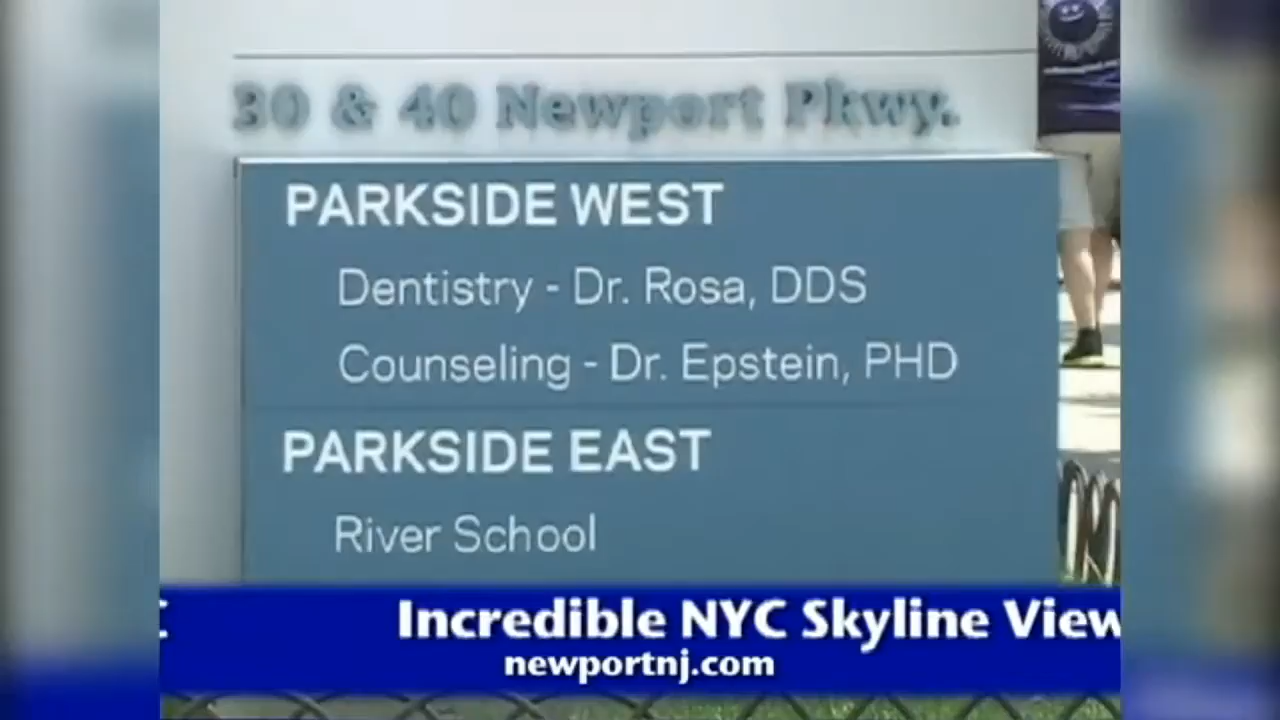 30 & 40 Newport Pkwy.
PARKSIDE WEST
Dentistry - Dr. Rosa, DDS
Counseling - Dr. Epstein, PHD
PARKSIDE EAST
River School
Incredible NYC Skyline View
newportnj.com